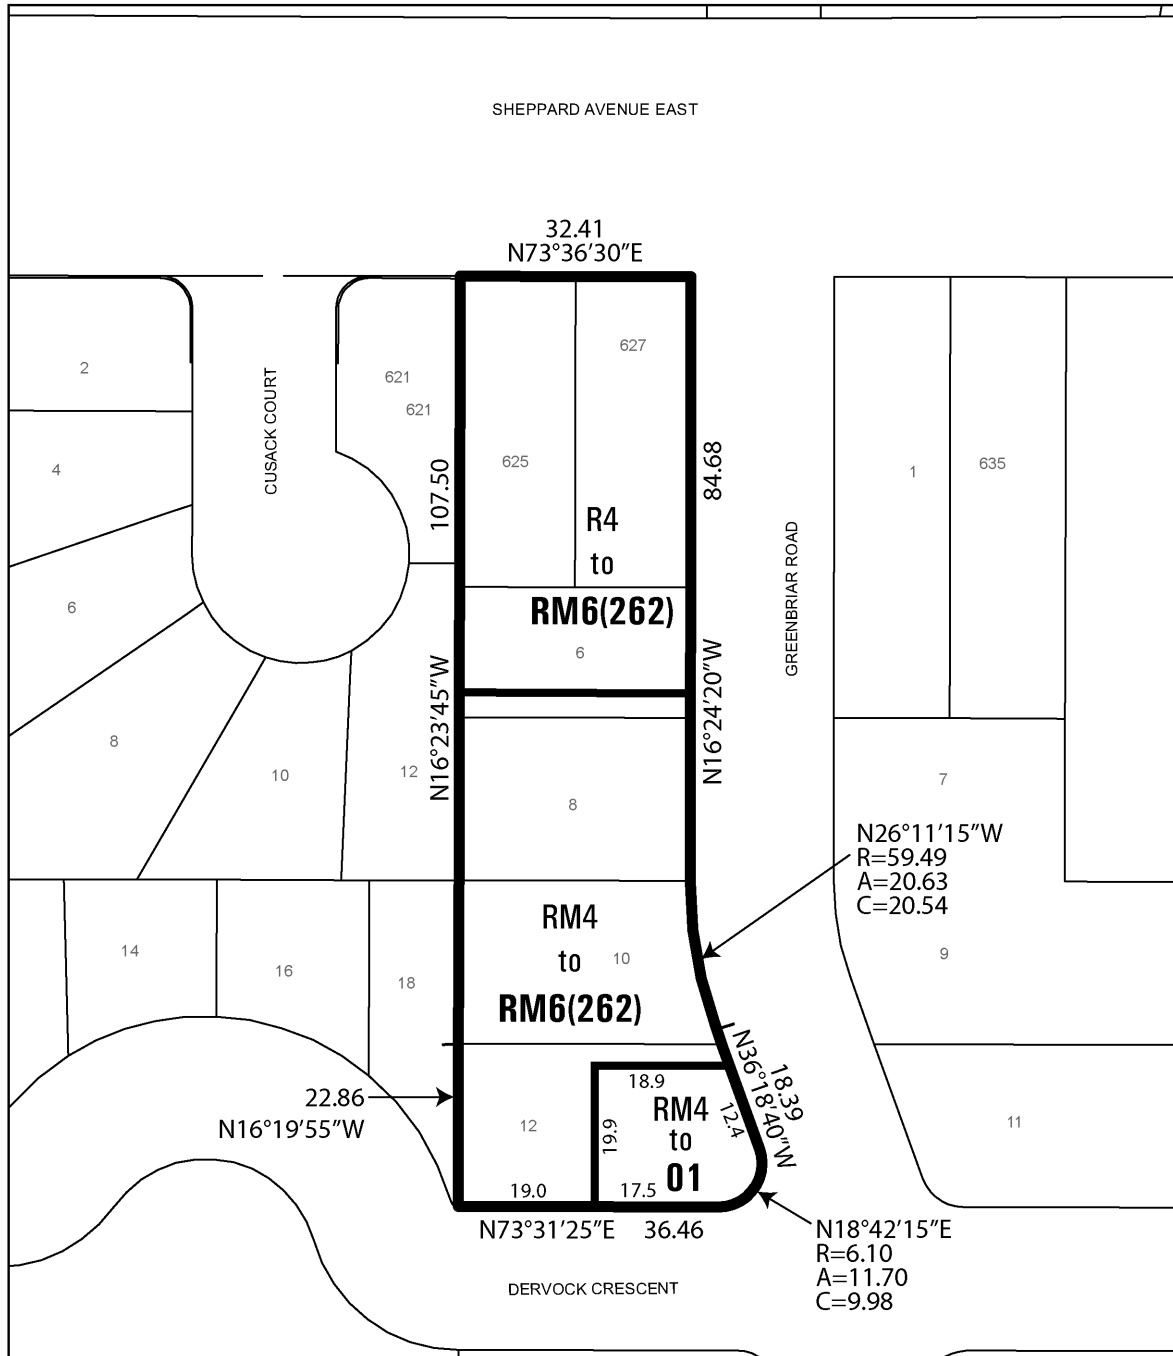 SHEPPARD AVENUE EAST
32.41
N73°36'30"E
2
4
6
8
10
12
14
16
18
CUSACK COURT
621
621
107.50
N16°23'45"W
625
627
R4
to
RM6(262)
6
84.68
N16°24'20"W
GREENBRIAR ROAD
1
635
8
7
N26°11'15"W
R=59.49
A=20.63
C=20.54
RM4
to
RM6(262)
10
9
22.86
N16°19'55"W
12
19.0
18.9
19.9
17.5
12.4
RM4
to
O1
18.39
N36°18'40"W
11
N73°31'25"E 36.46
N18°42'15"E
R=6.10
A=11.70
C=9.98
DERVOCK CRESCENT